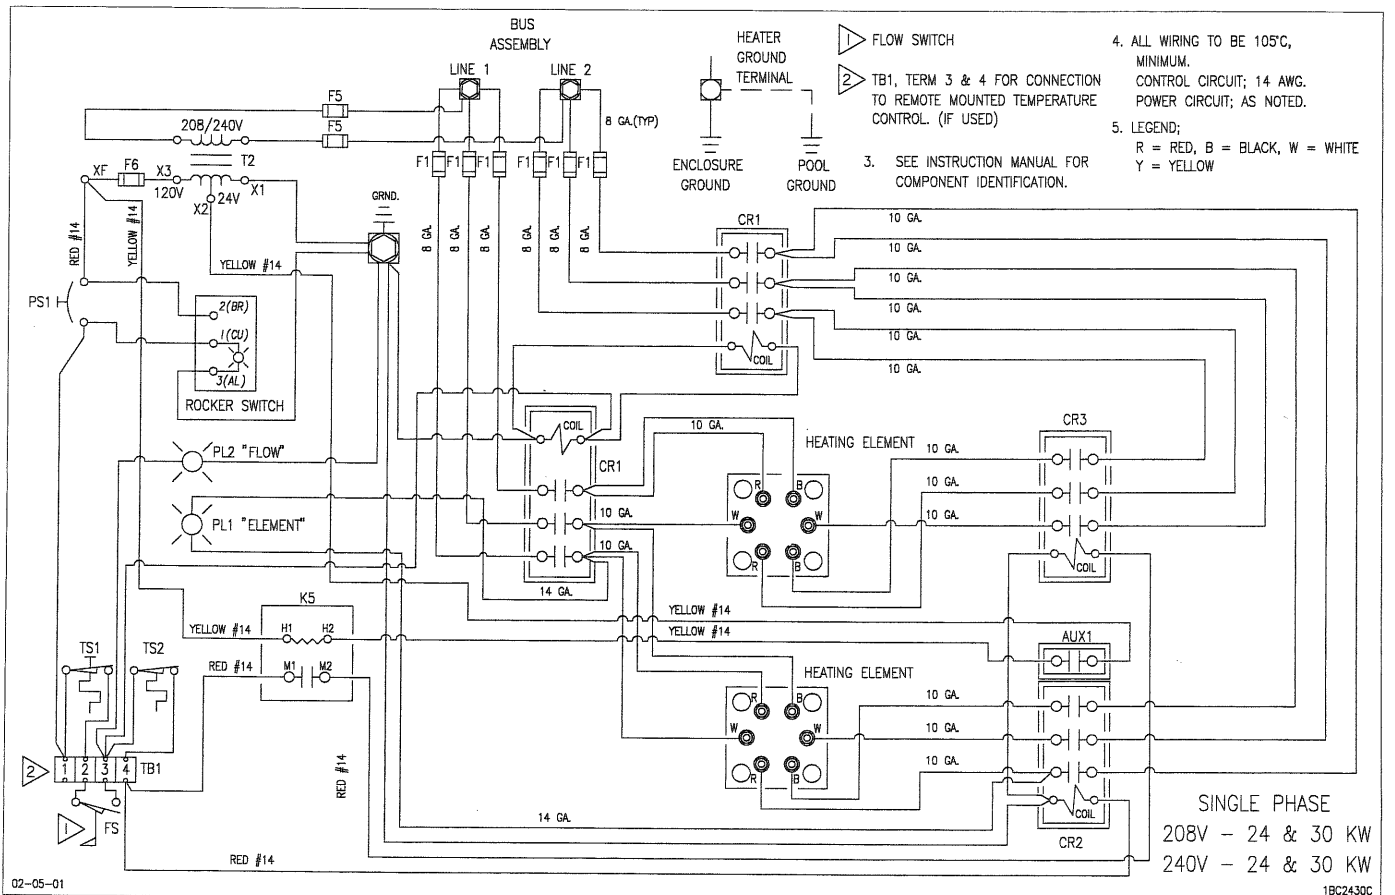 BUS
ASSEMBLY
LINE 1
LINE 2
HEATER
GROUND
TERMINAL
ENCLOSURE
GROUND
POOL
GROUND
1 FLOW SWITCH
2 TB1, TERM 3 & 4 FOR CONNECTION
TO REMOTE MOUNTED TEMPERATURE
CONTROL. (IF USED)
3. SEE INSTRUCTION MANUAL FOR
COMPONENT IDENTIFICATION.
4. ALL WIRING TO BE 105°C,
MINIMUM.
CONTROL CIRCUIT; 14 AWG.
POWER CIRCUIT; AS NOTED.
5. LEGEND;
R = RED, B = BLACK, W = WHITE
Y = YELLOW
F5
F5
208/240V
T2
XF
F6
X3
120V
X2
24V
X1
F1
F1
F1
F1
F1
F1
8 GA.(TYP)
GRND.
8 GA.
8 GA.
8 GA.
8 GA.
8 GA.
8 GA.
RED #14
YELLOW #14
YELLOW #14
PS1
2(BR)
1(CU)
3(AL)
ROCKER SWITCH
CR1
COIL
10 GA.
10 GA.
10 GA.
10 GA.
10 GA.
10 GA.
PL2 "FLOW"
PL1 "ELEMENT"
COIL
CR1
10 GA.
10 GA.
10 GA.
14 GA.
HEATING ELEMENT
R
B
W
W
R
B
10 GA.
10 GA.
10 GA.
CR3
COIL
K5
H1
H2
M1
M2
YELLOW #14
RED #14
YELLOW #14
YELLOW #14
AUX1
TS1
TS2
HEATING ELEMENT
R
B
W
W
R
B
10 GA.
10 GA.
10 GA.
COIL
CR2
2
1
2
3
4
TB1
1
FS
RED #14
14 GA.
RED #14
SINGLE PHASE
208V - 24 & 30 KW
240V - 24 & 30 KW
02-05-01
1BC2430C